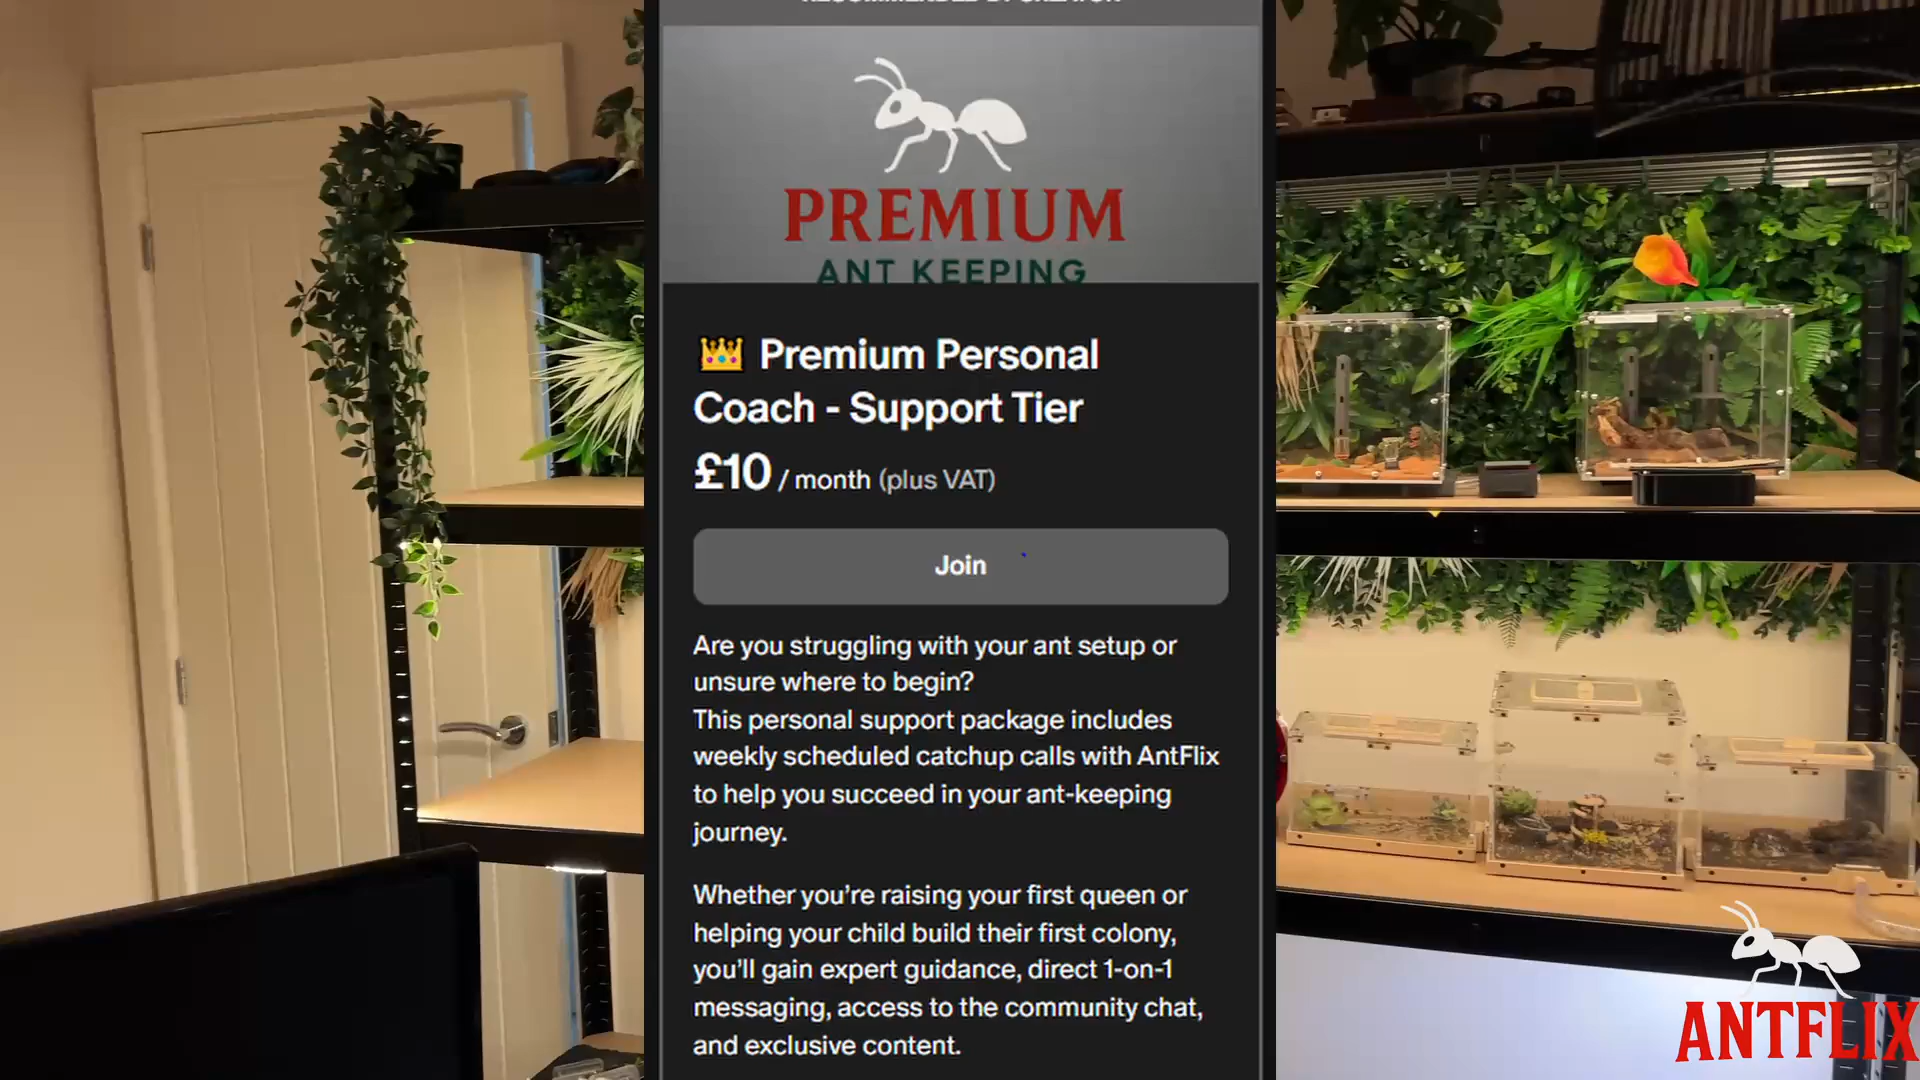 RECOMMENDED BY CREATOR
PREMIUM
ANT KEEPING
👑 Premium Personal
Coach - Support Tier
£10 / month (plus VAT)
Join
Are you struggling with your ant setup or
unsure where to begin?
This personal support package includes
weekly scheduled catchup calls with AntFlix
to help you succeed in your ant-keeping
journey.
Whether you’re raising your first queen or
helping your child build their first colony,
you’ll gain expert guidance, direct 1-on-1
messaging, access to the community chat,
and exclusive content.
ANTFLIX